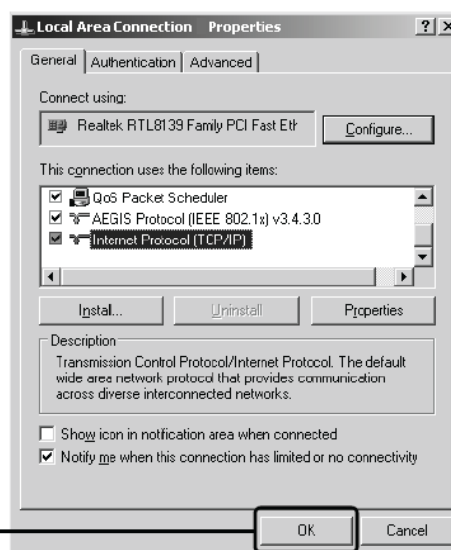 Local Area Connection Properties
General Authentication Advanced
Connect using:
Realtek RTL8139 Family PCI Fast Eth
Configure...
This connection uses the following items:
QoS Packet Scheduler
AEGIS Protocol (IEEE 802.1x) v3.4.3.0
Internet Protocol (TCP/IP)
Install... Uninstall Properties
Description
Transmission Control Protocol/Internet Protocol. The default
wide area network protocol that provides communication
across diverse interconnected networks.
Show icon in notfication area when connected
Notify me when this connection has limited or no connectivity
OK Cancel